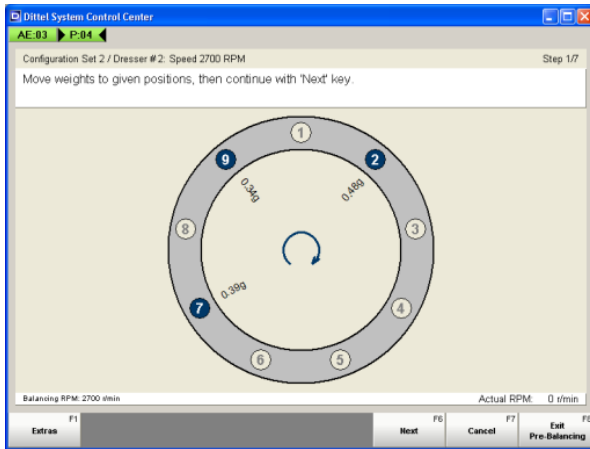 Dittel System Control Center
AE:03 P:04
Configuration Set 2 / Dresser # 2: Speed 2700 RPM Step 1/7
Move weights to given positions, then continue with 'Next' key.
1
9 2
0.34g 0.48g
8 3
0.39g
7 4
6 5
Balancing RPM: 2700 r/min Actual RPM: 0 r/min
F1 F6 F7 F8
Extras Next Cancel Exit
Pre-Balancing